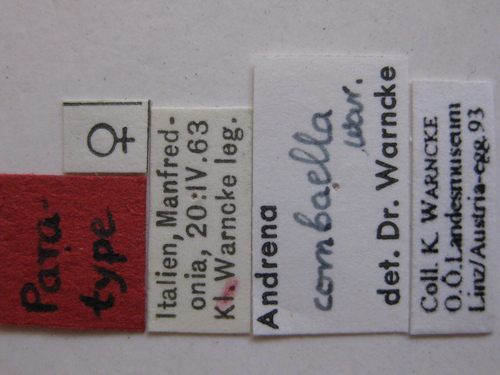 Para-
type
♀
Italien, Manfred-
onia, 20.IV.63
Kl. Warncke leg.
Andrena
combaella
War.
det. Dr. Warncke
Coll. K. WARNCKE
O.Ö. Landesmuseum
Linz/Austria-egg. 93